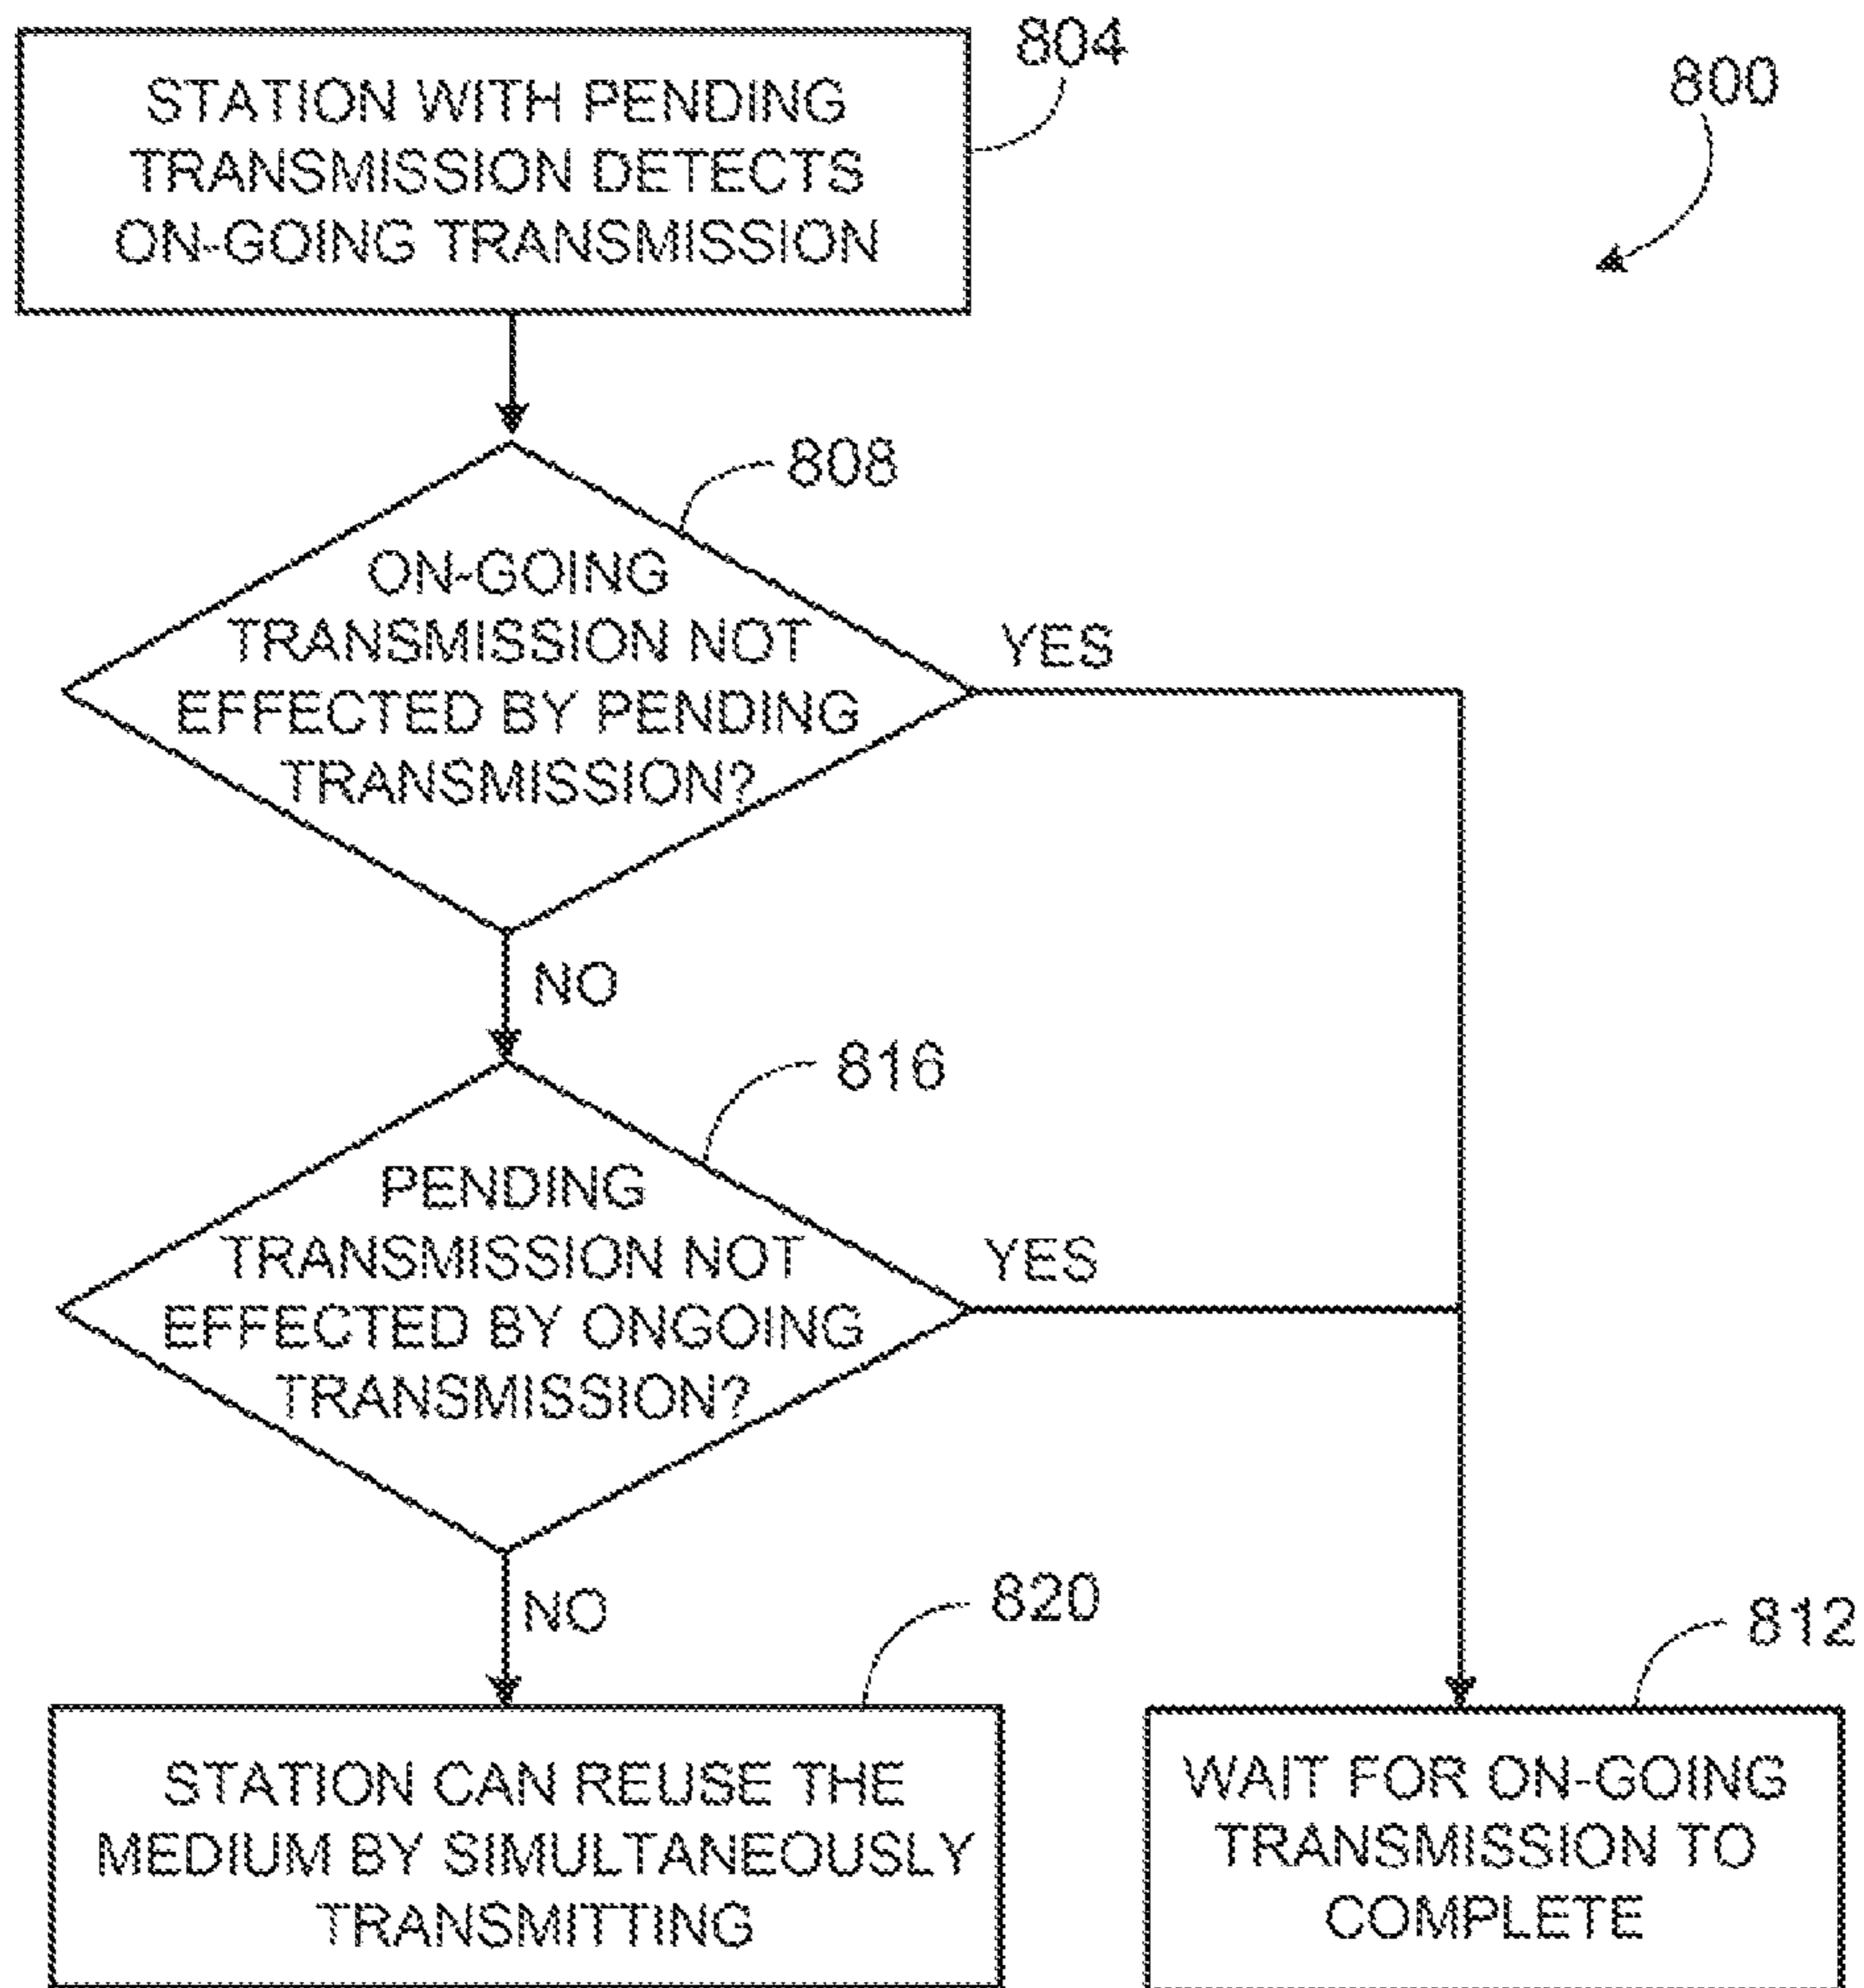 804
800
STATION WITH PENDING
TRANSMISSION DETECTS
ON-GOING TRANSMISSION
808
ON-GOING
TRANSMISSION NOT
EFFECTED BY PENDING
TRANSMISSION?
YES
NO
816
PENDING
TRANSMISSION NOT
EFFECTED BY ONGOING
TRANSMISSION?
YES
NO
820
812
STATION CAN REUSE THE
MEDIUM BY SIMULTANEOUSLY
TRANSMITTING
WAIT FOR ON-GOING
TRANSMISSION TO
COMPLETE